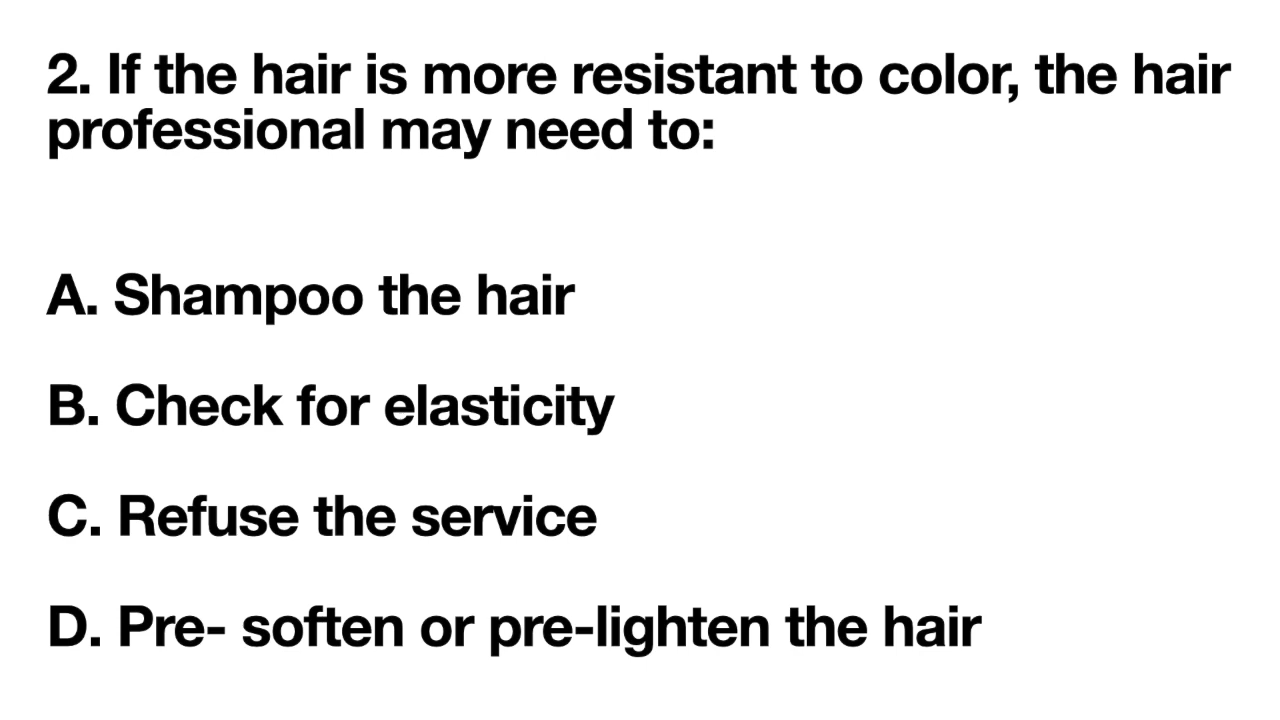 2. If the hair is more resistant to color, the hair
professional may need to:
A. Shampoo the hair
B. Check for elasticity
C. Refuse the service
D. Pre- soften or pre-lighten the hair